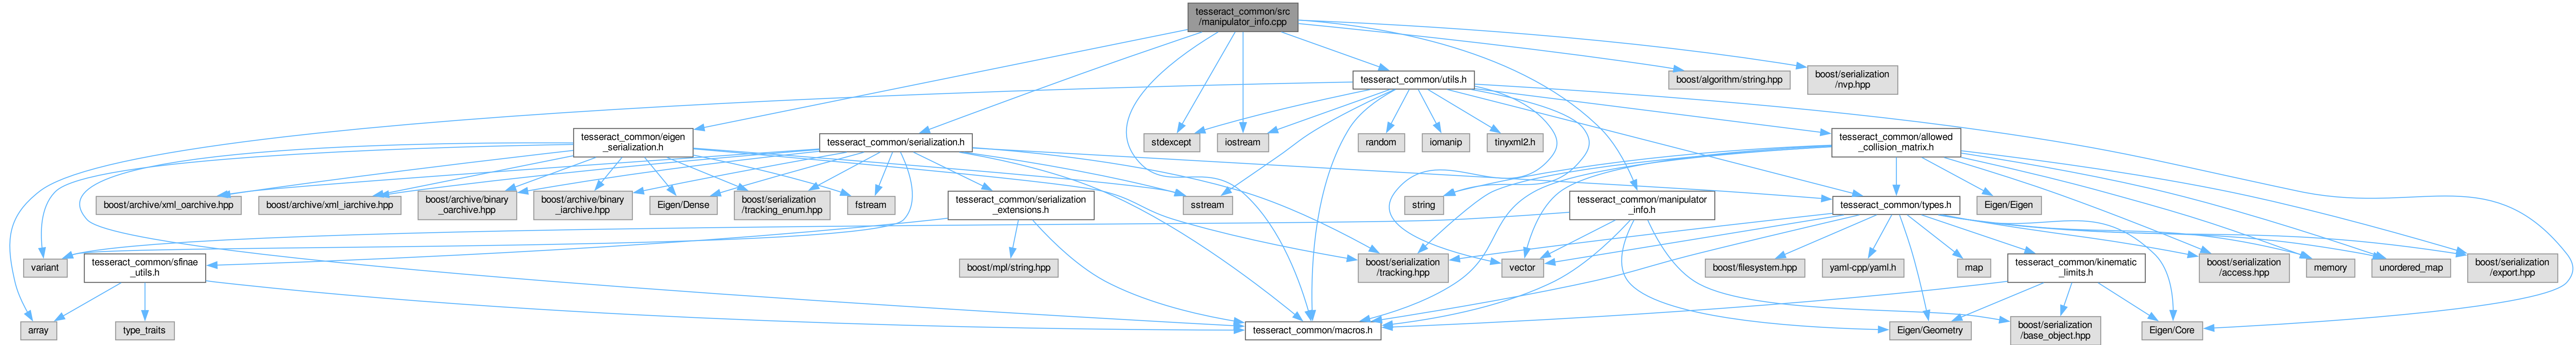 tesseract_common/src
/manipulator_info.cpp
tesseract_common/utils.h
boost/algorithm/string.hpp
boost/serialization
/nvp.hpp
tesseract_common/eigen
_serialization.h
tesseract_common/serialization.h
stdexcept
iostream
random
iomanip
tinyxml2.h
tesseract_common/allowed
_collision_matrix.h
boost/archive/xml_oarchive.hpp
boost/archive/xml_iarchive.hpp
boost/archive/binary
_oarchive.hpp
boost/archive/binary
_iarchive.hpp
Eigen/Dense
boost/serialization
/tracking_enum.hpp
fstream
tesseract_common/serialization
_extensions.h
sstream
string
tesseract_common/manipulator
_info.h
tesseract_common/types.h
Eigen/Eigen
variant
tesseract_common/sfinae
_utils.h
boost/mpl/string.hpp
boost/serialization
/tracking.hpp
vector
boost/filesystem.hpp
yaml-cpp/yaml.h
map
tesseract_common/kinematic
_limits.h
boost/serialization
/access.hpp
memory
unordered_map
boost/serialization
/export.hpp
array
type_traits
tesseract_common/macros.h
Eigen/Geometry
boost/serialization
/base_object.hpp
Eigen/Core